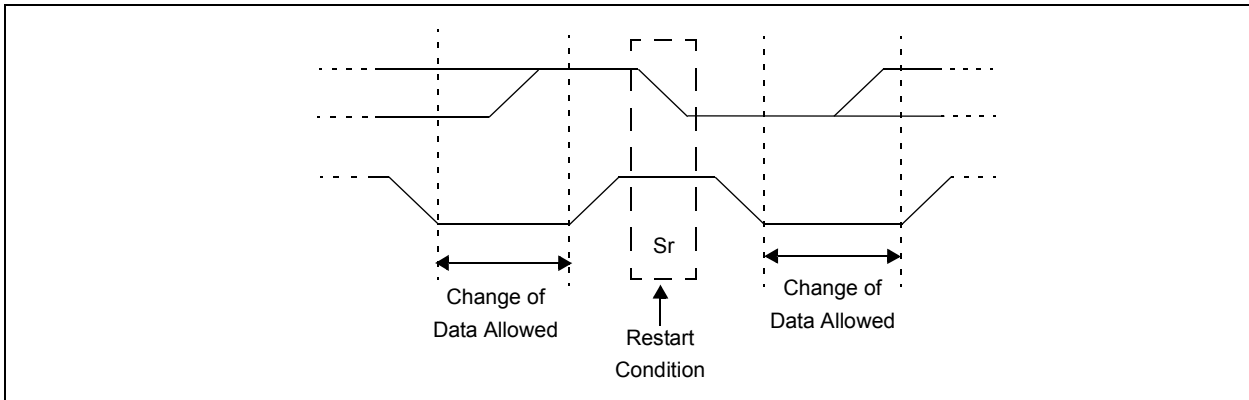 Sr
Change of
Data Allowed
Restart
Condition
Change of
Data Allowed